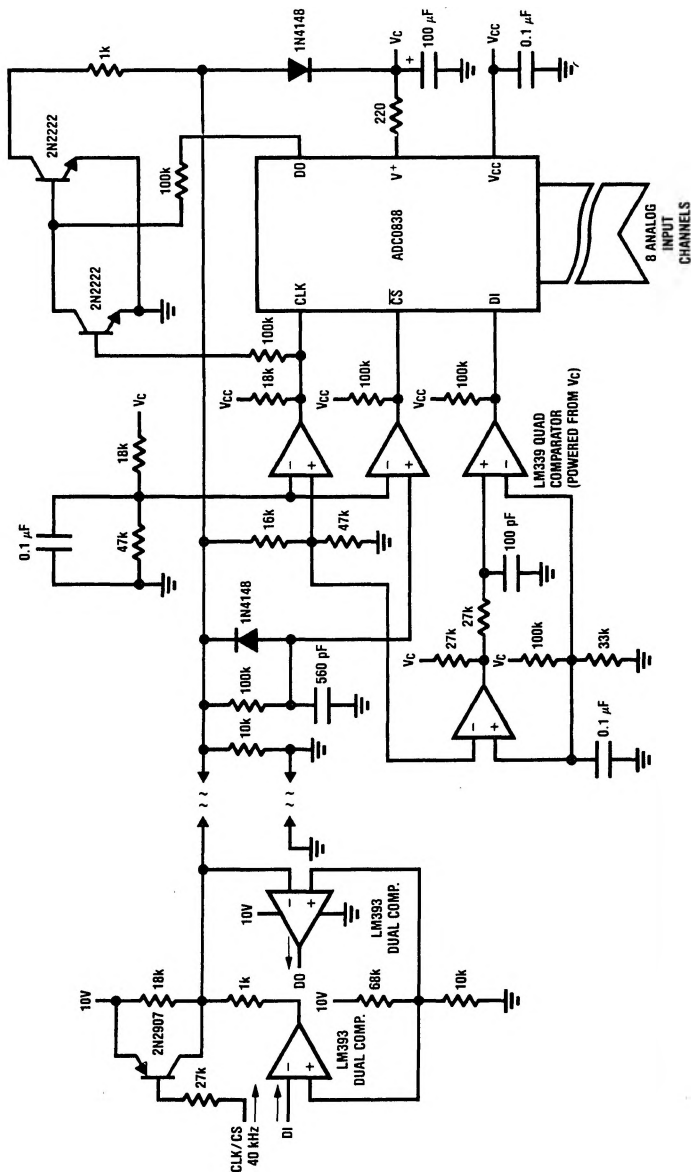 2N2222
2N2222
1k
100k
0.1 μF
47k
18k
VC
10V
2N2907
18k
27k
CLK/CS
40 kHz
DI
1k
LM393
DUAL COMP.
10V
68k
10k
10V
DO
LM393
DUAL COMP.
~
~
~
~
10k
100k
1N4148
560 pF
16k
47k
VCC
18k
100k
VCC
100k
VCC
100k
–
+
–
+
+
–
–
+
–
+
–
+
LM339 QUAD
COMPARATOR
(POWERED FROM VC)
VC
27k
27k
100 pF
VC
100k
33k
0.1 μF
CLK
CS
DI
ADC0838
DO
V+
VCC
1N4148
220
VC
+
100 μF
VCC
0.1 μF
8 ANALOG
INPUT
CHANNELS